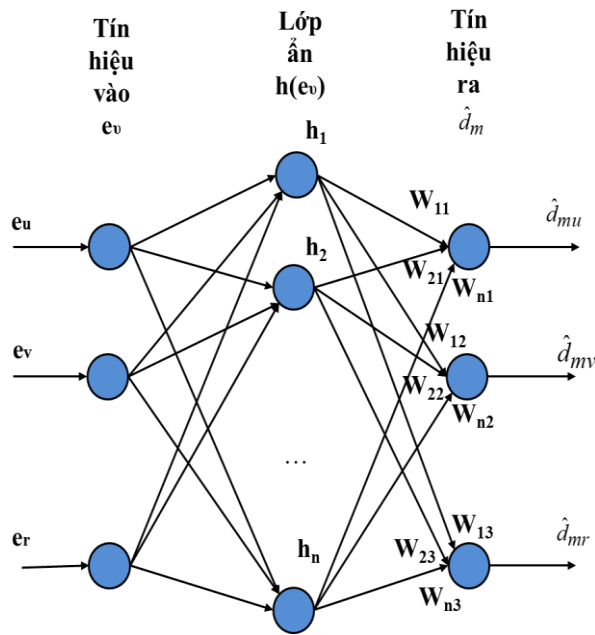 Tín
hiệu
vào
eυ
Lớp
ẩn
h(eυ)
Tín
hiệu
ra
d̂m
h1
eu
W11
d̂mu
h2
W21
Wn1
ev
W12
d̂mv
W22
Wn2
...
er
hn
W13
d̂mr
W23
Wn3